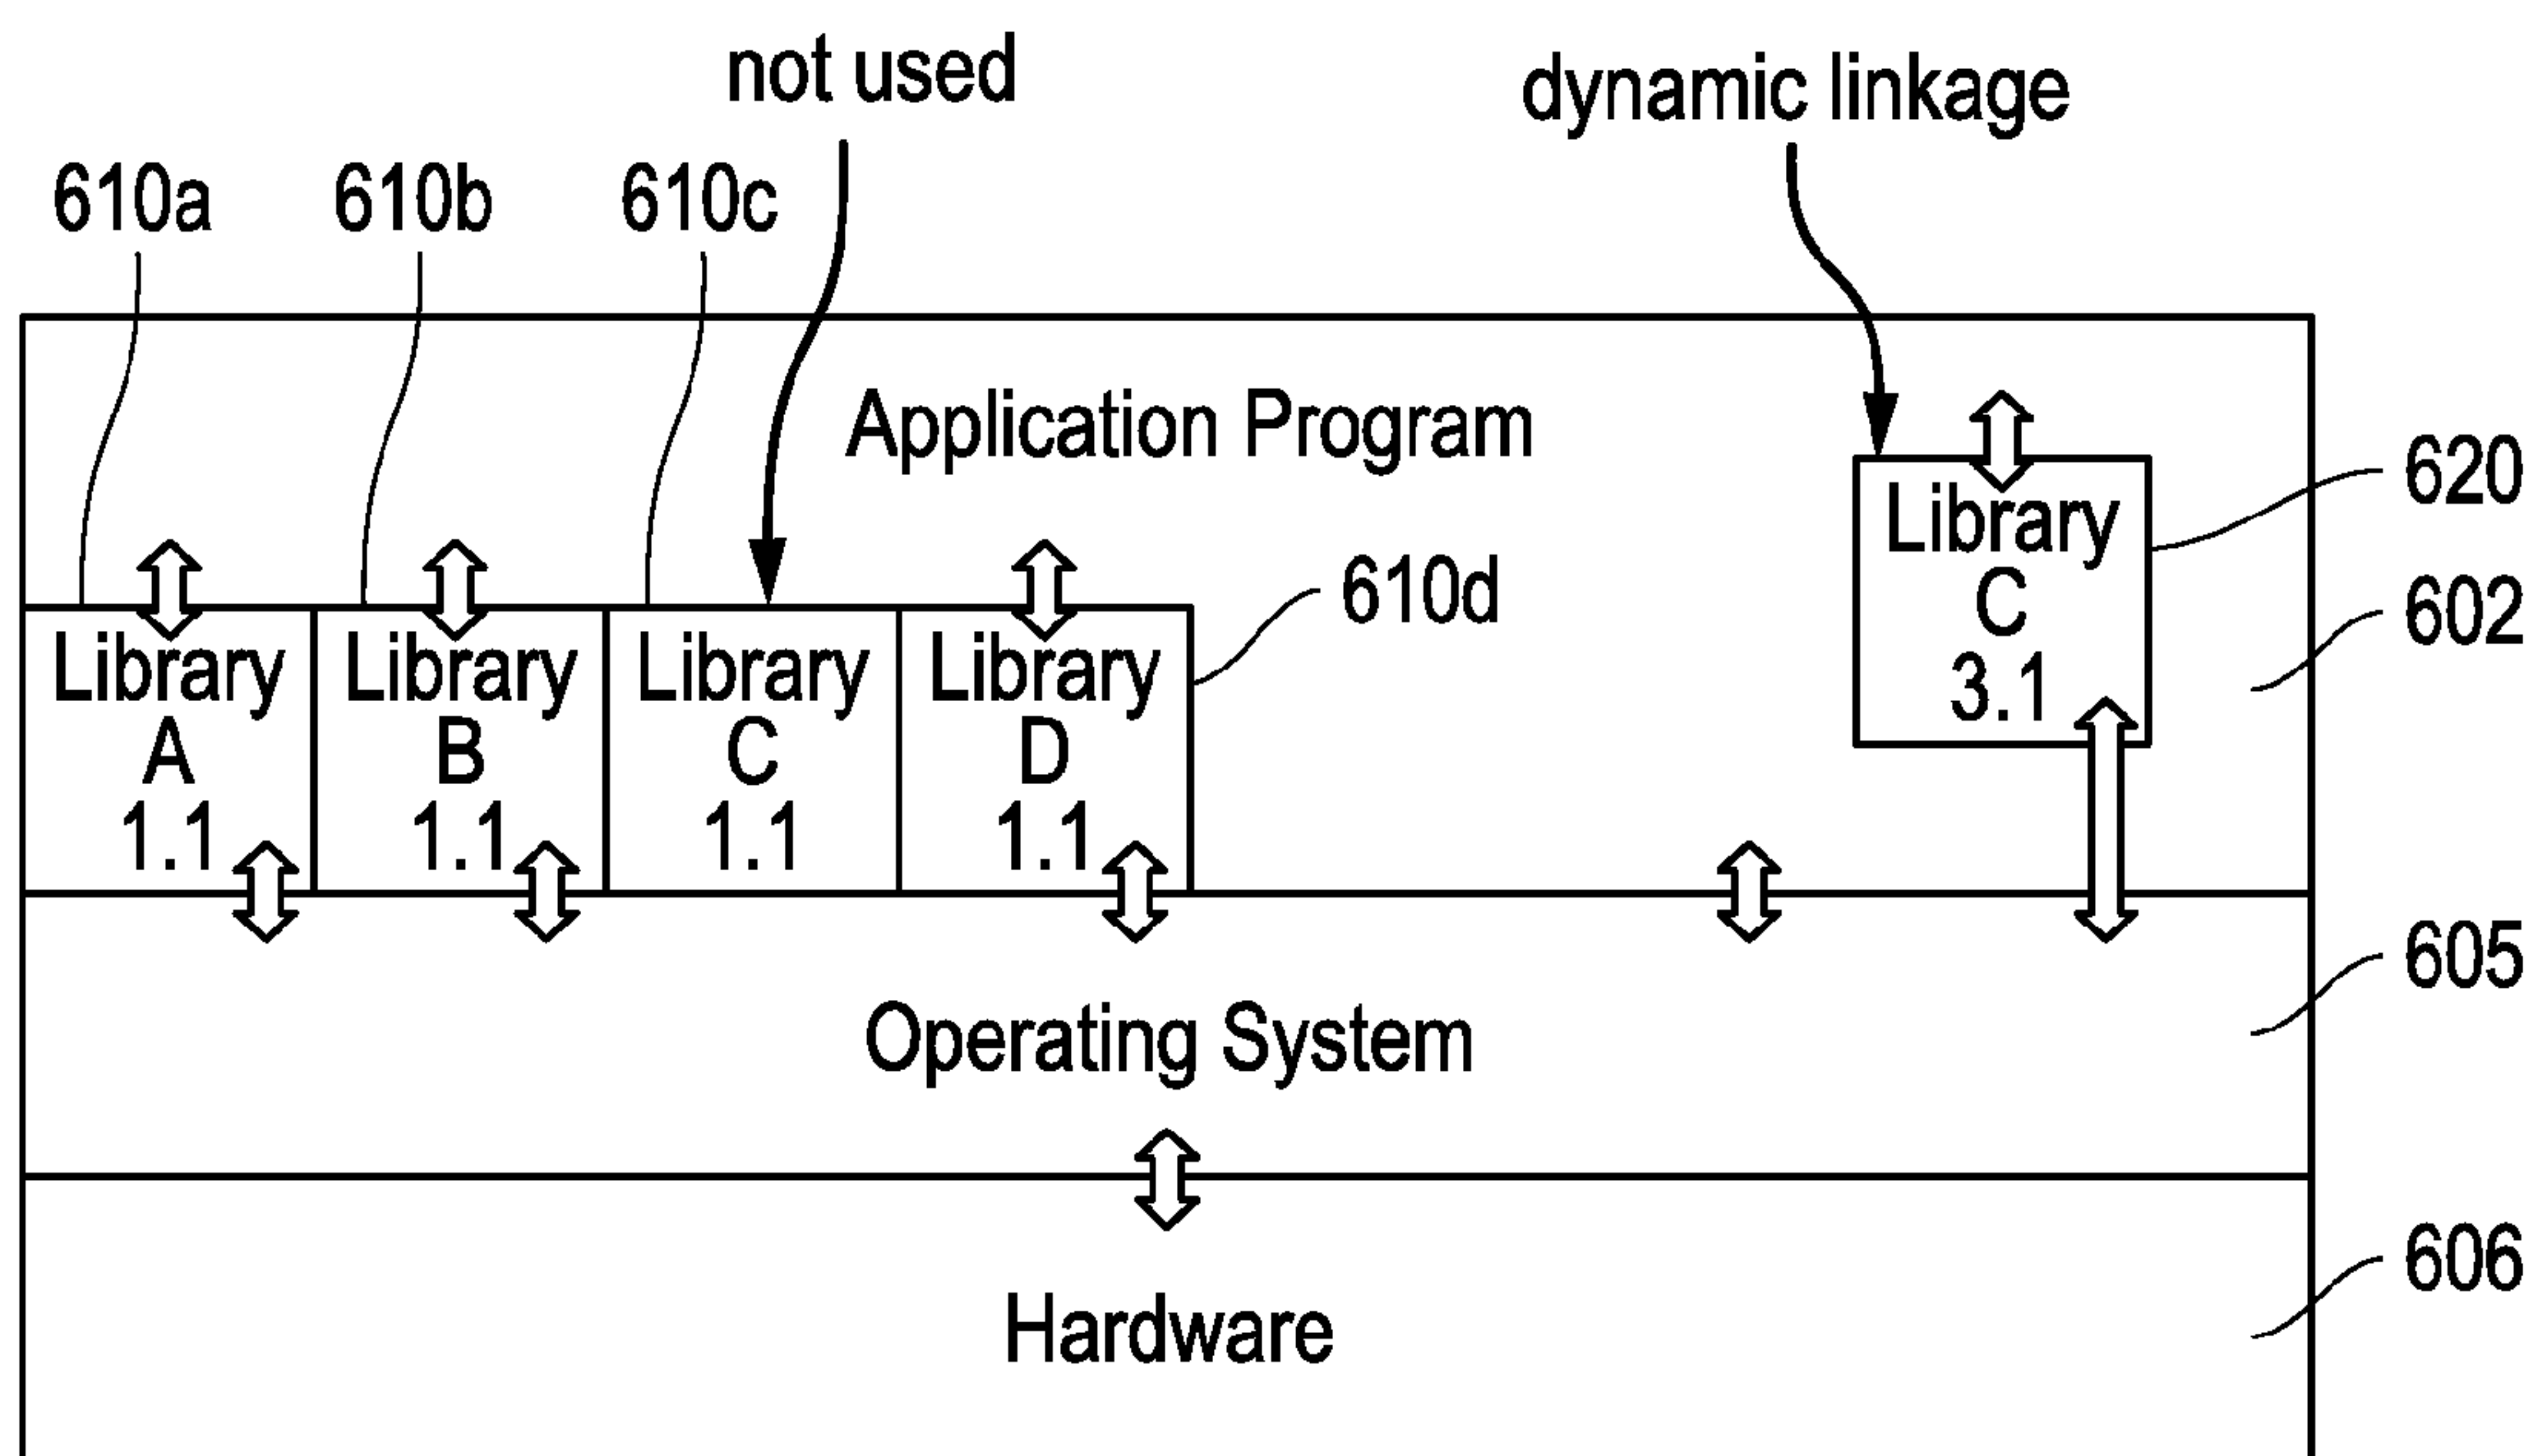 not used
dynamic linkage
610a
610b
610c
Application Program
620
Library
C
3.1
610d
602
Library
A
1.1
Library
B
1.1
Library
C
1.1
Library
D
1.1
605
Operating System
606
Hardware